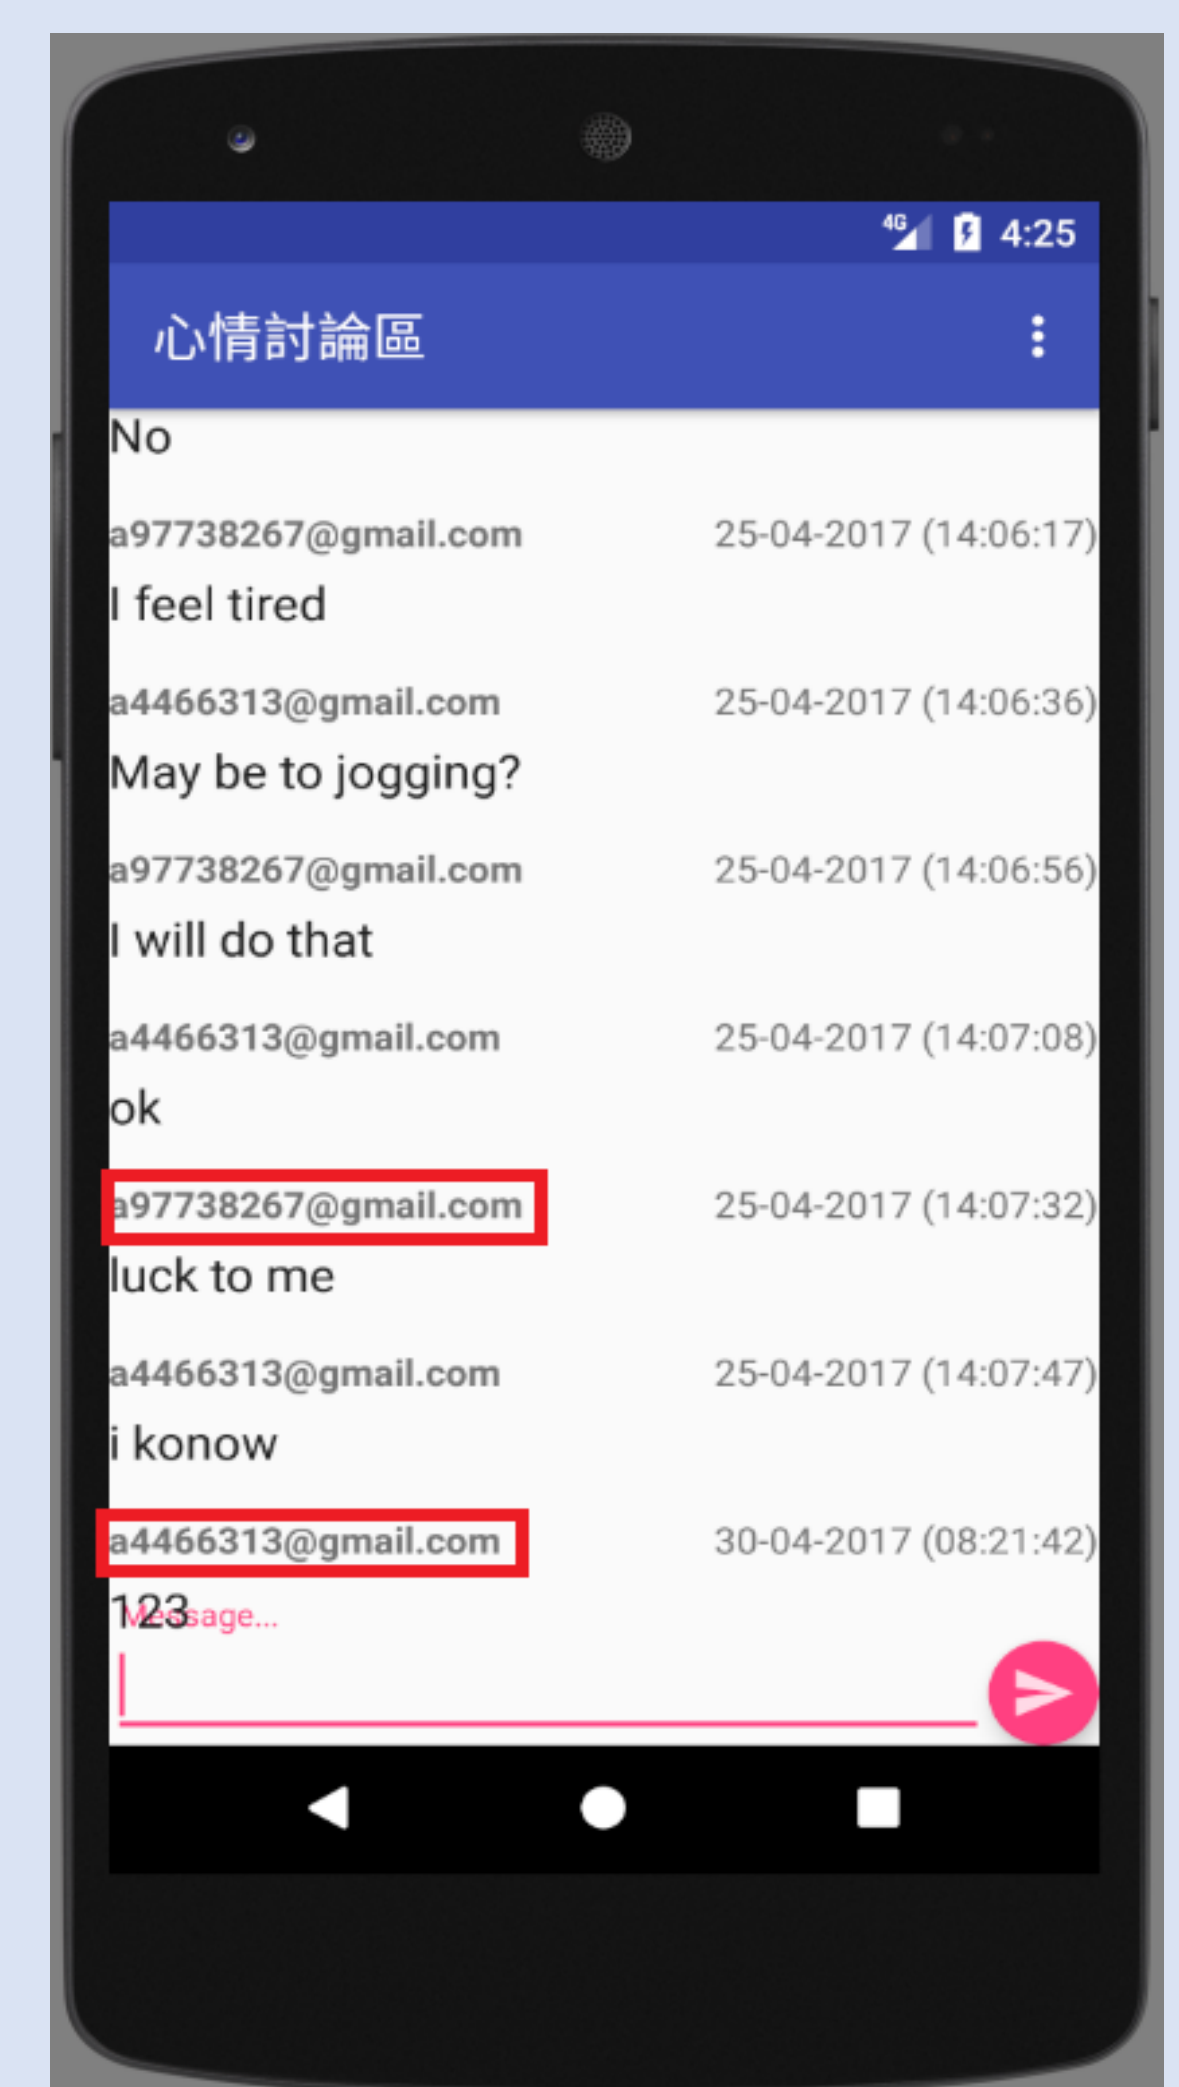 4G 4:25
心情討論區
No
a97738267@gmail.com 25-04-2017 (14:06:17)
I feel tired
a4466313@gmail.com 25-04-2017 (14:06:36)
May be to jogging?
a97738267@gmail.com 25-04-2017 (14:06:56)
I will do that
a4466313@gmail.com 25-04-2017 (14:07:08)
ok
a97738267@gmail.com 25-04-2017 (14:07:32)
luck to me
a4466313@gmail.com 25-04-2017 (14:07:47)
i konow
a4466313@gmail.com 30-04-2017 (08:21:42)
123
Message...